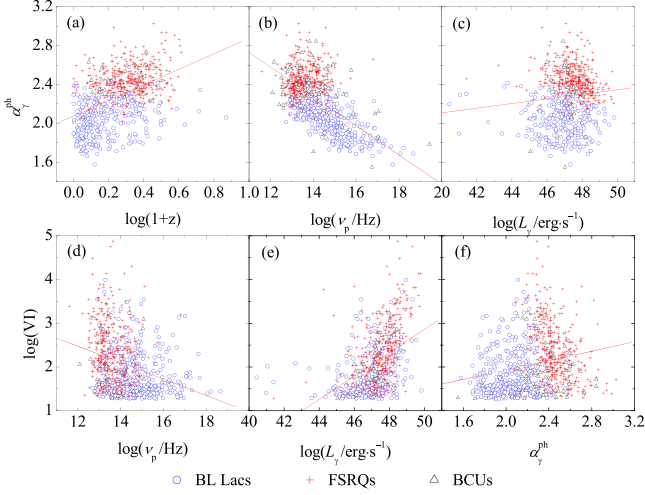 (a) (b) (c)
α_γ^ph
3.2
2.8
2.4
2.0
1.6
0.0 0.2 0.4 0.6 0.8 1.0 12 14 16 18 20 42 44 46 48 50
log(1+z) log(ν_p/Hz) log(L_γ/erg·s⁻¹)
(d) (e) (f)
log(VI)
5
4
3
2
1
12 14 16 18 20 40 42 44 46 48 50 1.6 2.0 2.4 2.8 3.2
log(ν_p/Hz) log(L_γ/erg·s⁻¹) α_γ^ph
BL Lacs FSRQs BCUs